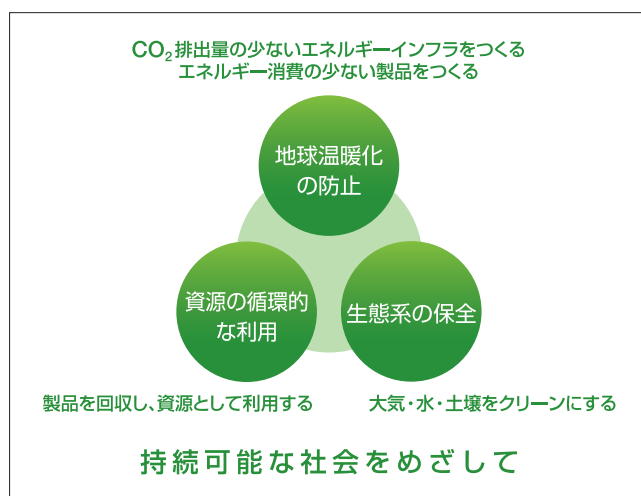 CO₂排出量の少ないエネルギーインフラをつくる
エネルギー消費の少ない製品をつくる
地球温暖化
の防止
資源の循環的
な利用
生態系の保全
製品を回収し、資源として利用する
大気・水・土壌をクリーンにする
持続可能な社会をめざして